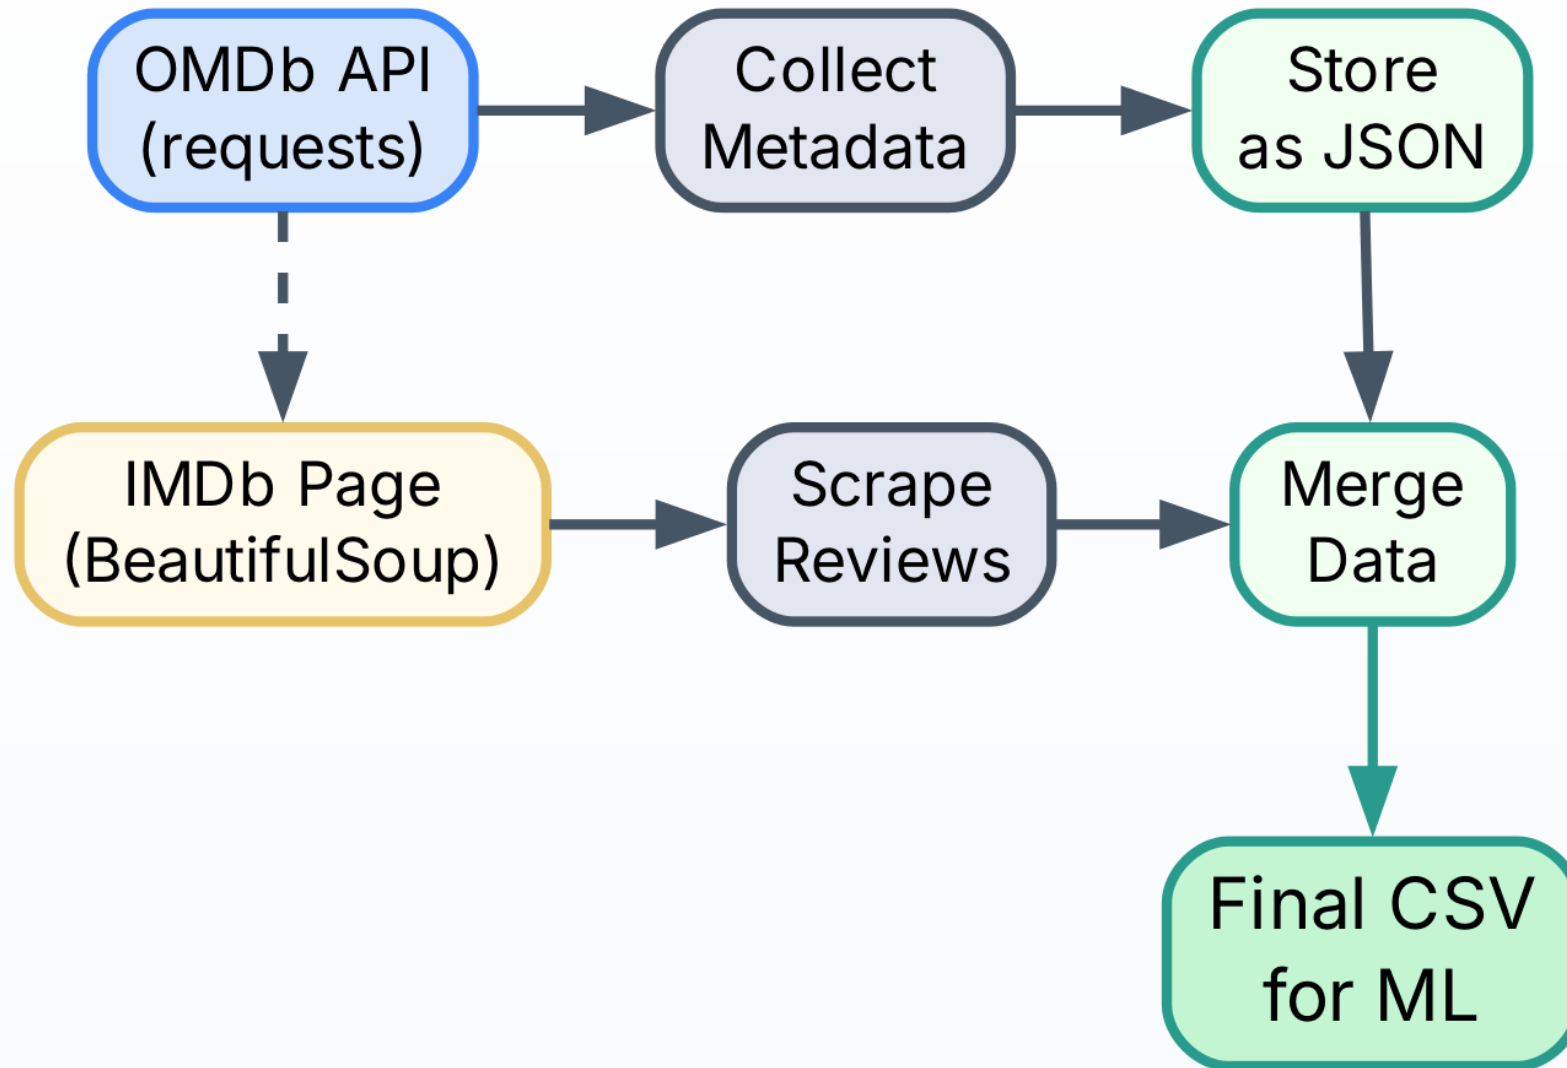 OMDb API
(requests)
Collect
Metadata
Store
as JSON
IMDb Page
(BeautifulSoup)
Scrape
Reviews
Merge
Data
Final CSV
for ML